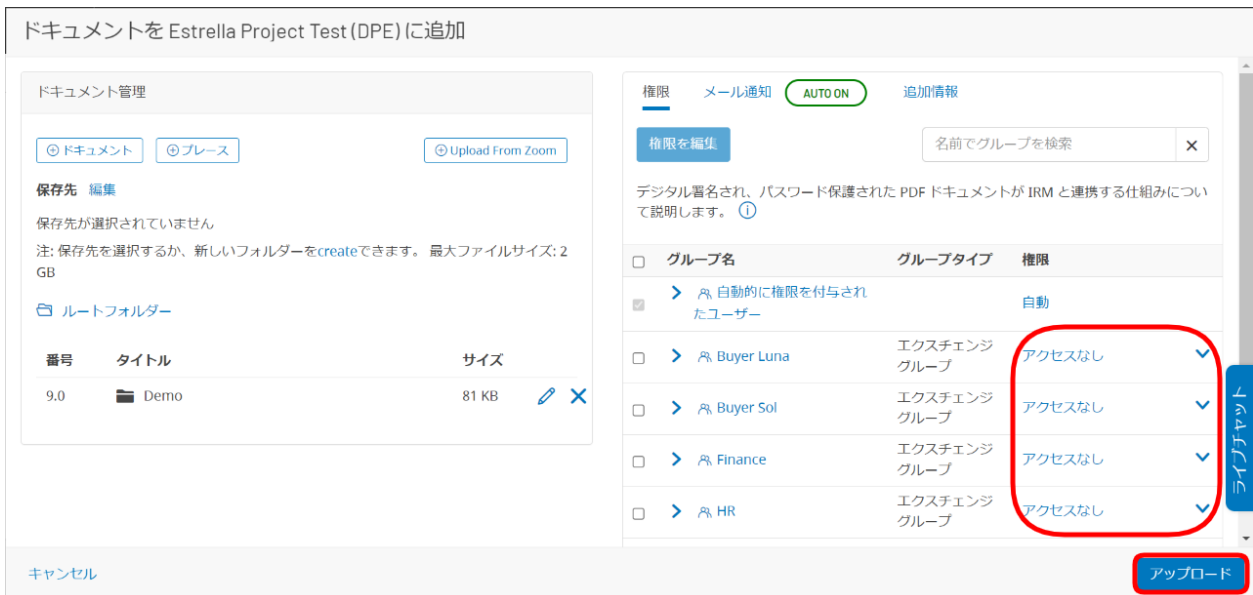 ドキュメントを Estrella Project Test (DPE) に追加
ドキュメント管理
ドキュメント
プレース
Upload From Zoom
保存先 編集
保存先が選択されていません
注: 保存先を選択するか、新しいフォルダーをcreateできます。 最大ファイルサイズ: 2
GB
ルートフォルダー
番号 タイトル サイズ
9.0 Demo 81 KB
権限 メール通知 AUTO ON 追加情報
権限を編集
名前でグループを検索
デジタル署名され、パスワード保護された PDF ドキュメントが IRM と連携する仕組みについ
て説明します。
グループ名 グループタイプ 権限
自動的に権限を付与され
たユーザー
自動
Buyer Luna
エクスチェンジ
グループ
アクセスなし
Buyer Sol
エクスチェンジ
グループ
アクセスなし
Finance
エクスチェンジ
グループ
アクセスなし
HR
エクスチェンジ
グループ
アクセスなし
ライブチャット
キャンセル
アップロード